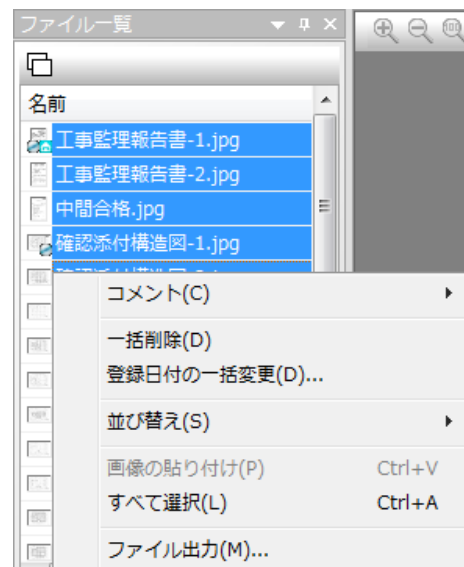 ファイル一覧
名前
工事監理報告書-1.jpg
工事監理報告書-2.jpg
中間合格.jpg
確認添付構造図-1.jpg
コメント(C)
一括削除(D)
登録日付の一括変更(D)...
並び替え(S)
画像の貼り付け(P) Ctrl+V
すべて選択(L) Ctrl+A
ファイル出力(M)...